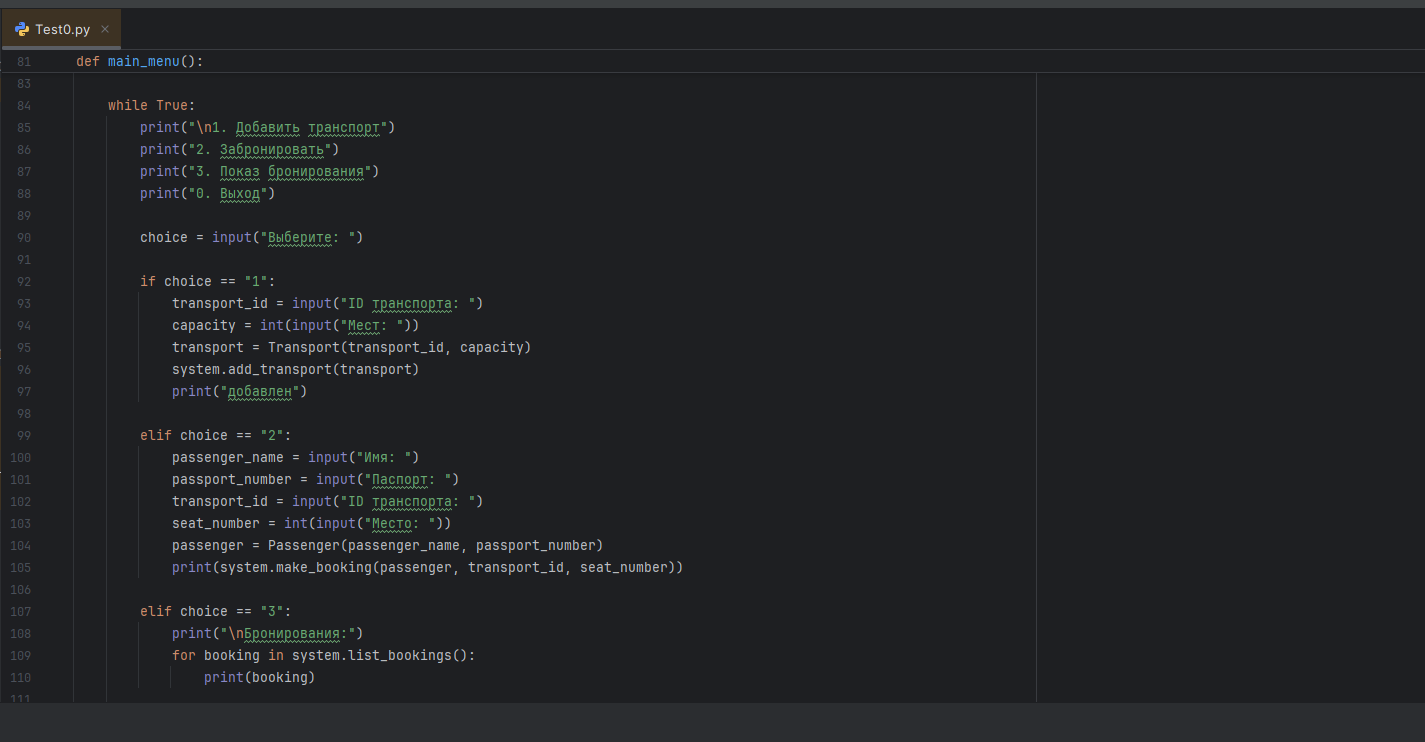 Test0.py
81 def main_menu():
83
84 while True:
85 print("\n1. Добавить транспорт")
86 print("2. Забронировать")
87 print("3. Показ бронирования")
88 print("0. Выход")
89
90 choice = input("Выберите: ")
91
92 if choice == "1":
93 transport_id = input("ID транспорта: ")
94 capacity = int(input("Мест: "))
95 transport = Transport(transport_id, capacity)
96 system.add_transport(transport)
97 print("добавлен")
98
99 elif choice == "2":
100 passenger_name = input("Имя: ")
101 passport_number = input("Паспорт: ")
102 transport_id = input("ID транспорта: ")
103 seat_number = int(input("Место: "))
104 passenger = Passenger(passenger_name, passport_number)
105 print(system.make_booking(passenger, transport_id, seat_number))
106
107 elif choice == "3":
108 print("\nБронирования:")
109 for booking in system.list_bookings():
110 print(booking)
111